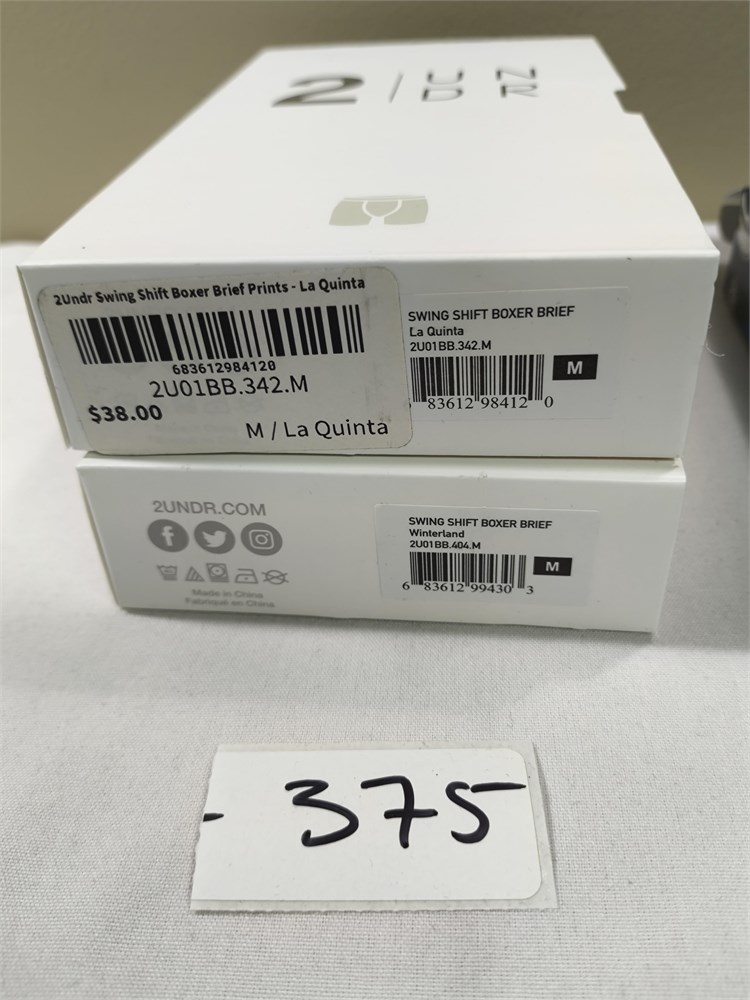 2/UN
DR
2Undr Swing Shift Boxer Brief Prints - La Quinta
683612984120
2U01BB.342.M
$38.00
M / La Quinta
SWING SHIFT BOXER BRIEF
La Quinta
2U01BB.342.M
M
83612 98412 0
2UNDR.COM
Made in China
Fabriqué en China
SWING SHIFT BOXER BRIEF
Winterland
2U01BB.404.M
M
6 83612 99430 3
- 375